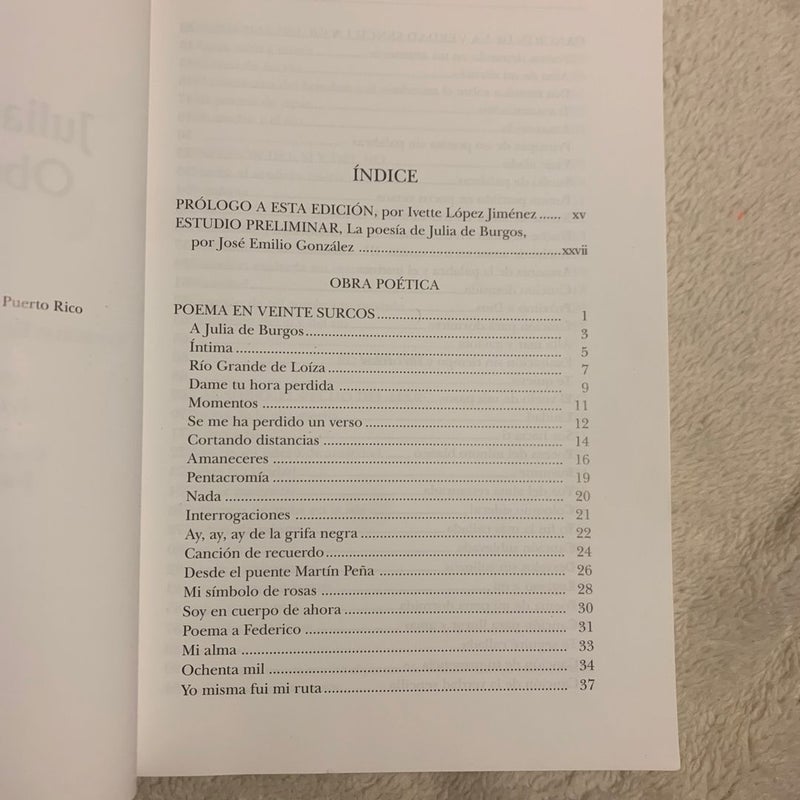 Puerto Rico
ÍNDICE
PRÓLOGO A ESTA EDICIÓN, por Ivette López Jiménez ...... xv
ESTUDIO PRELIMINAR, La poesía de Julia de Burgos,
por José Emilio González ........ xxvii
OBRA POÉTICA
POEMA EN VEINTE SURCOS ........ 1
A Julia de Burgos ........ 3
Íntima ........ 5
Río Grande de Loíza ........ 7
Dame tu hora perdida ........ 9
Momentos ........ 11
Se me ha perdido un verso ........ 12
Cortando distancias ........ 14
Amaneceres ........ 16
Pentacromía ........ 19
Nada ........ 20
Interrogaciones ........ 21
Ay, ay, ay de la grifa negra ........ 22
Canción de recuerdo ........ 24
Desde el puente Martín Peña ........ 26
Mi símbolo de rosas ........ 28
Soy en cuerpo de ahora ........ 30
Poema a Federico ........ 31
Mi alma ........ 33
Ochenta mil ........ 34
Yo misma fui mi ruta ........ 37